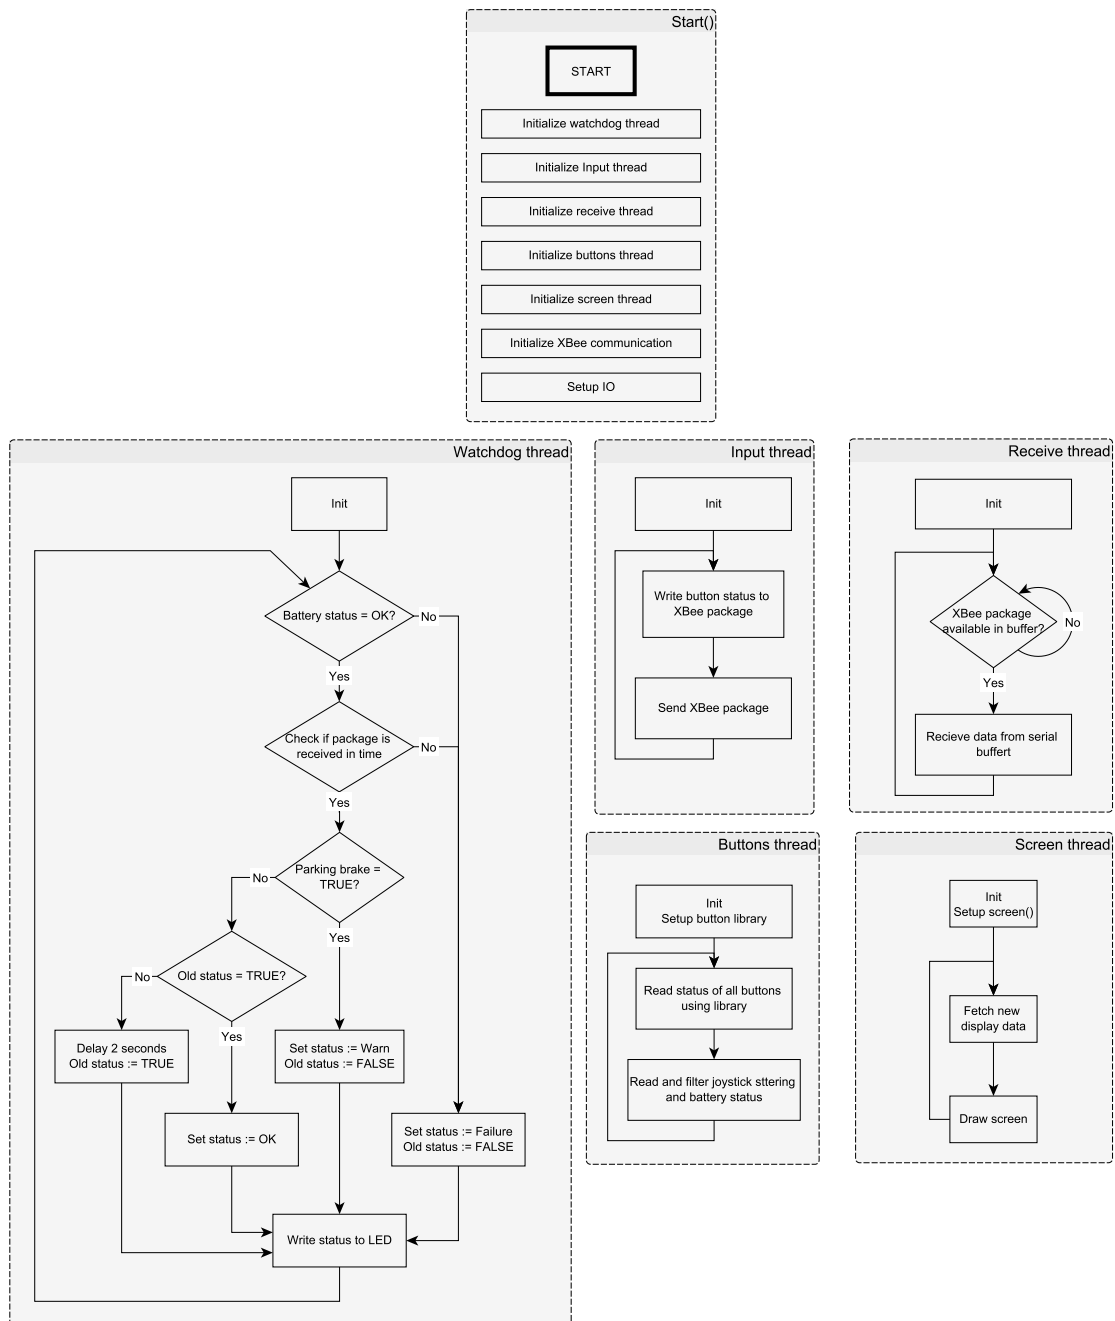 Start()
START
Initialize watchdog thread
Initialize Input thread
Initialize receive thread
Initialize buttons thread
Initialize screen thread
Initialize XBee communication
Setup IO
Watchdog thread
Init
Battery status = OK?
No
Yes
Check if package is
received in time
No
Yes
Parking brake =
TRUE?
No
Yes
Old status = TRUE?
No
Yes
Delay 2 seconds
Old status := TRUE
Set status := Warn
Old status := FALSE
Set status := OK
Set status := Failure
Old status := FALSE
Write status to LED
Input thread
Init
Write button status to
XBee package
Send XBee package
Receive thread
Init
XBee package
available in buffer?
No
Yes
Recieve data from serial
buffert
Buttons thread
Init
Setup button library
Read status of all buttons
using library
Read and filter joystick sttering
and battery status
Screen thread
Init
Setup screen()
Fetch new
display data
Draw screen